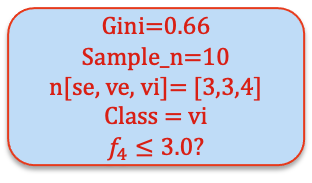 Gini=0.66
Sample_n=10
n[se, ve, vi]= [3,3,4]
Class = vi
f₄ ≤ 3.0?